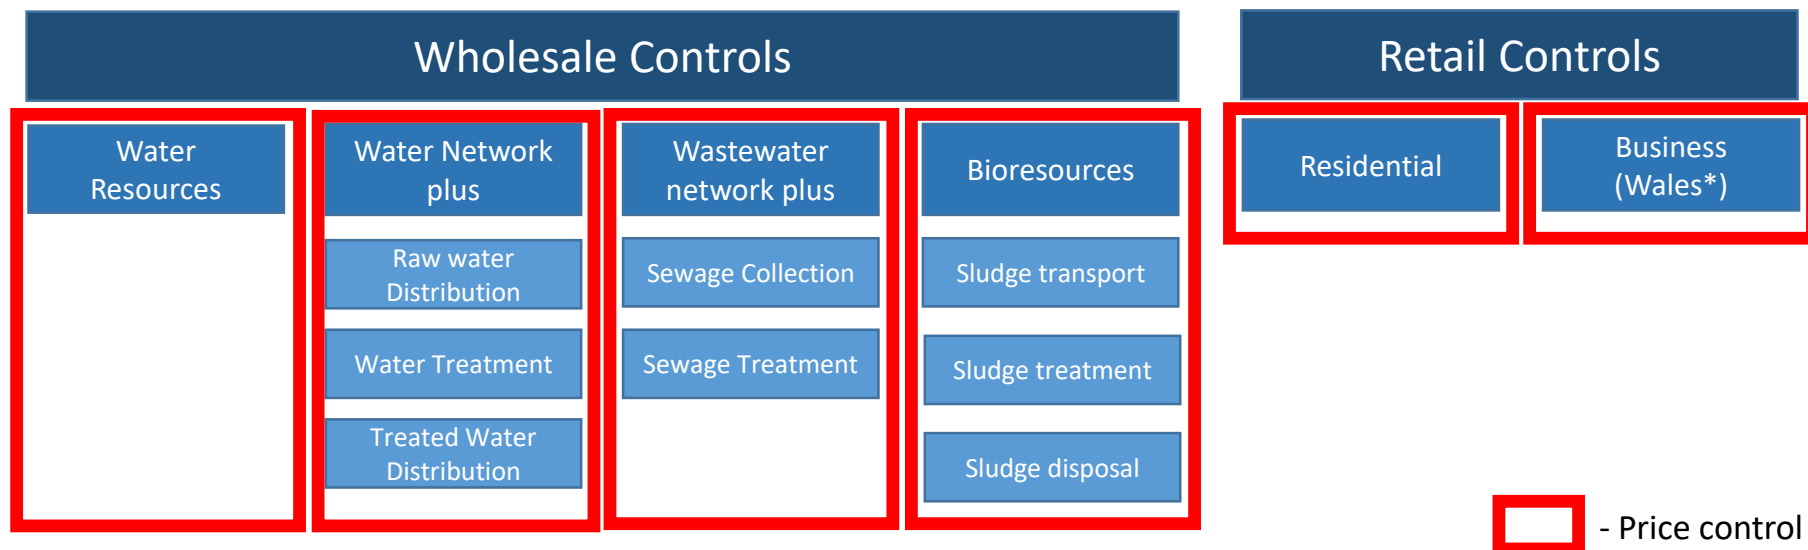 Wholesale Controls
Retail Controls
Water
Resources
Water Network
plus
Wastewater
network plus
Bioresources
Residential
Business
(Wales*)
Raw water
Distribution
Sewage Collection
Sludge transport
Water Treatment
Sewage Treatment
Sludge treatment
Treated Water
Distribution
Sludge disposal
- Price control